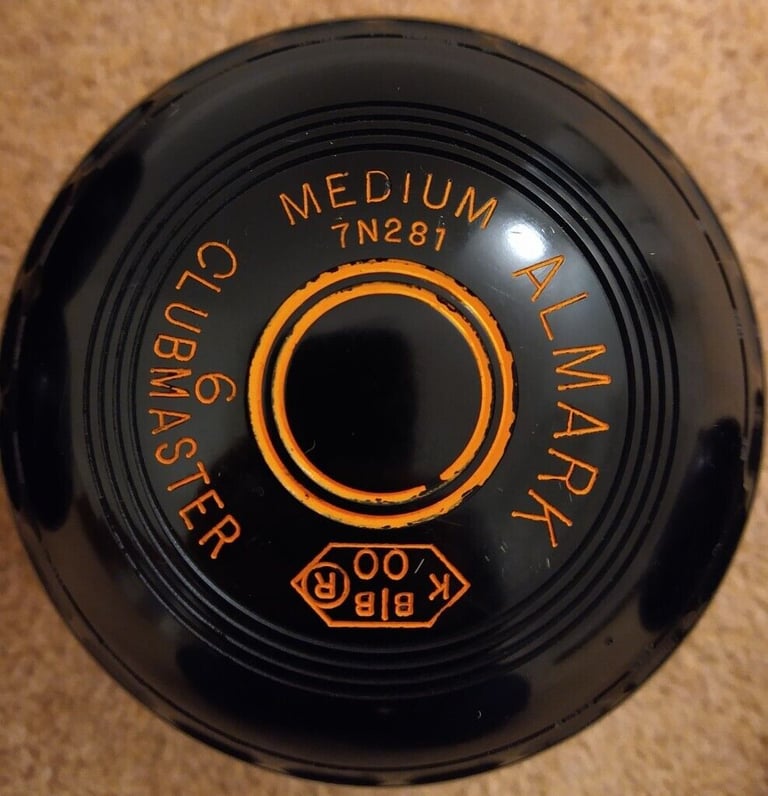 MEDIUM
7N281
ALMARK
CLUBMASTER
6
K B|B ®
00